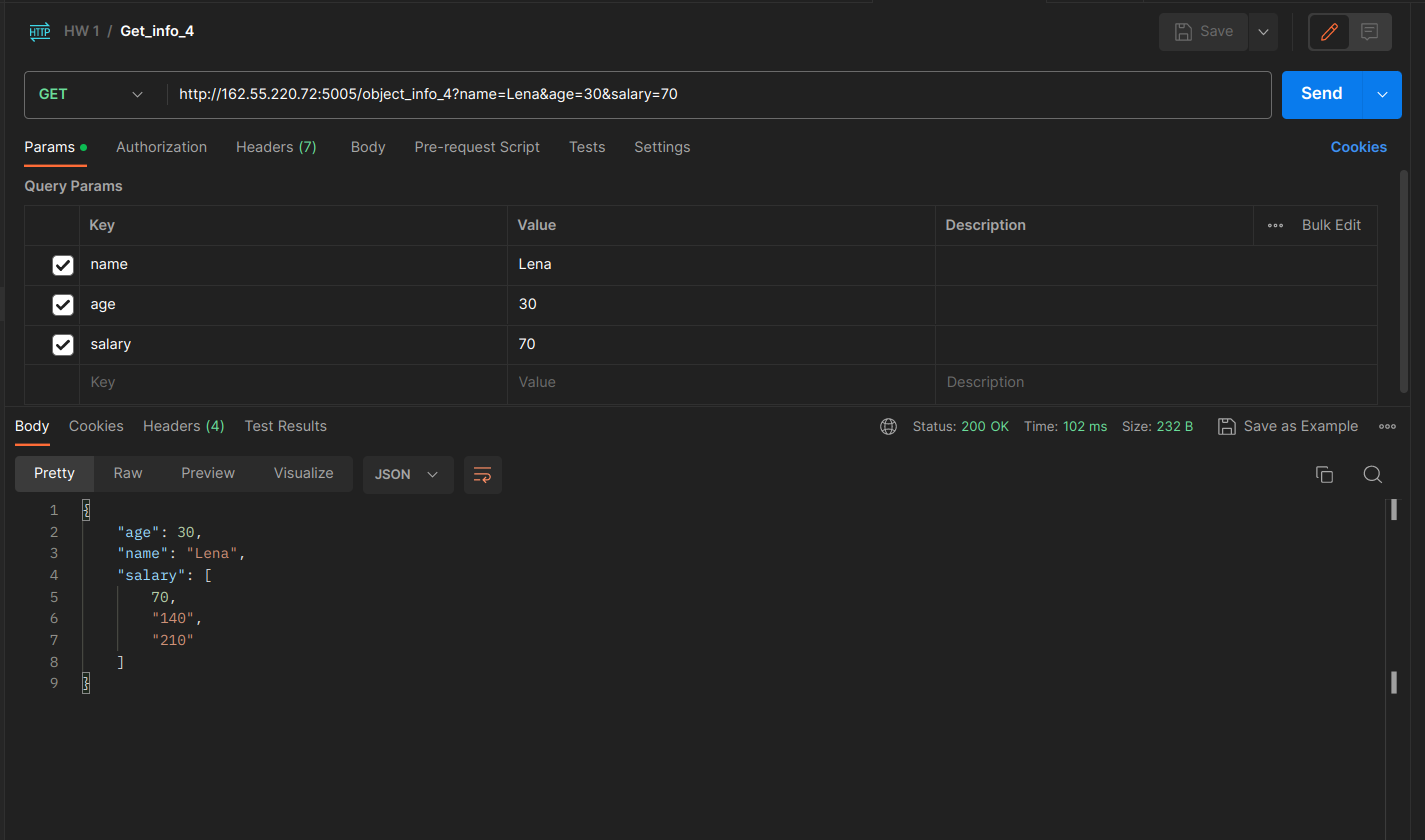 HTTP HW 1 / Get_info_4 Save
GET http://162.55.220.72:5005/object_info_4?name=Lena&age=30&salary=70 Send
Params Authorization Headers (7) Body Pre-request Script Tests Settings Cookies
Query Params
Key Value Description Bulk Edit
name Lena
age 30
salary 70
Key Value Description
Body Cookies Headers (4) Test Results Status: 200 OK Time: 102 ms Size: 232 B Save as Example
Pretty Raw Preview Visualize JSON
1 {
2 "age": 30,
3 "name": "Lena",
4 "salary": [
5 70,
6 "140",
7 "210"
8 ]
9 }